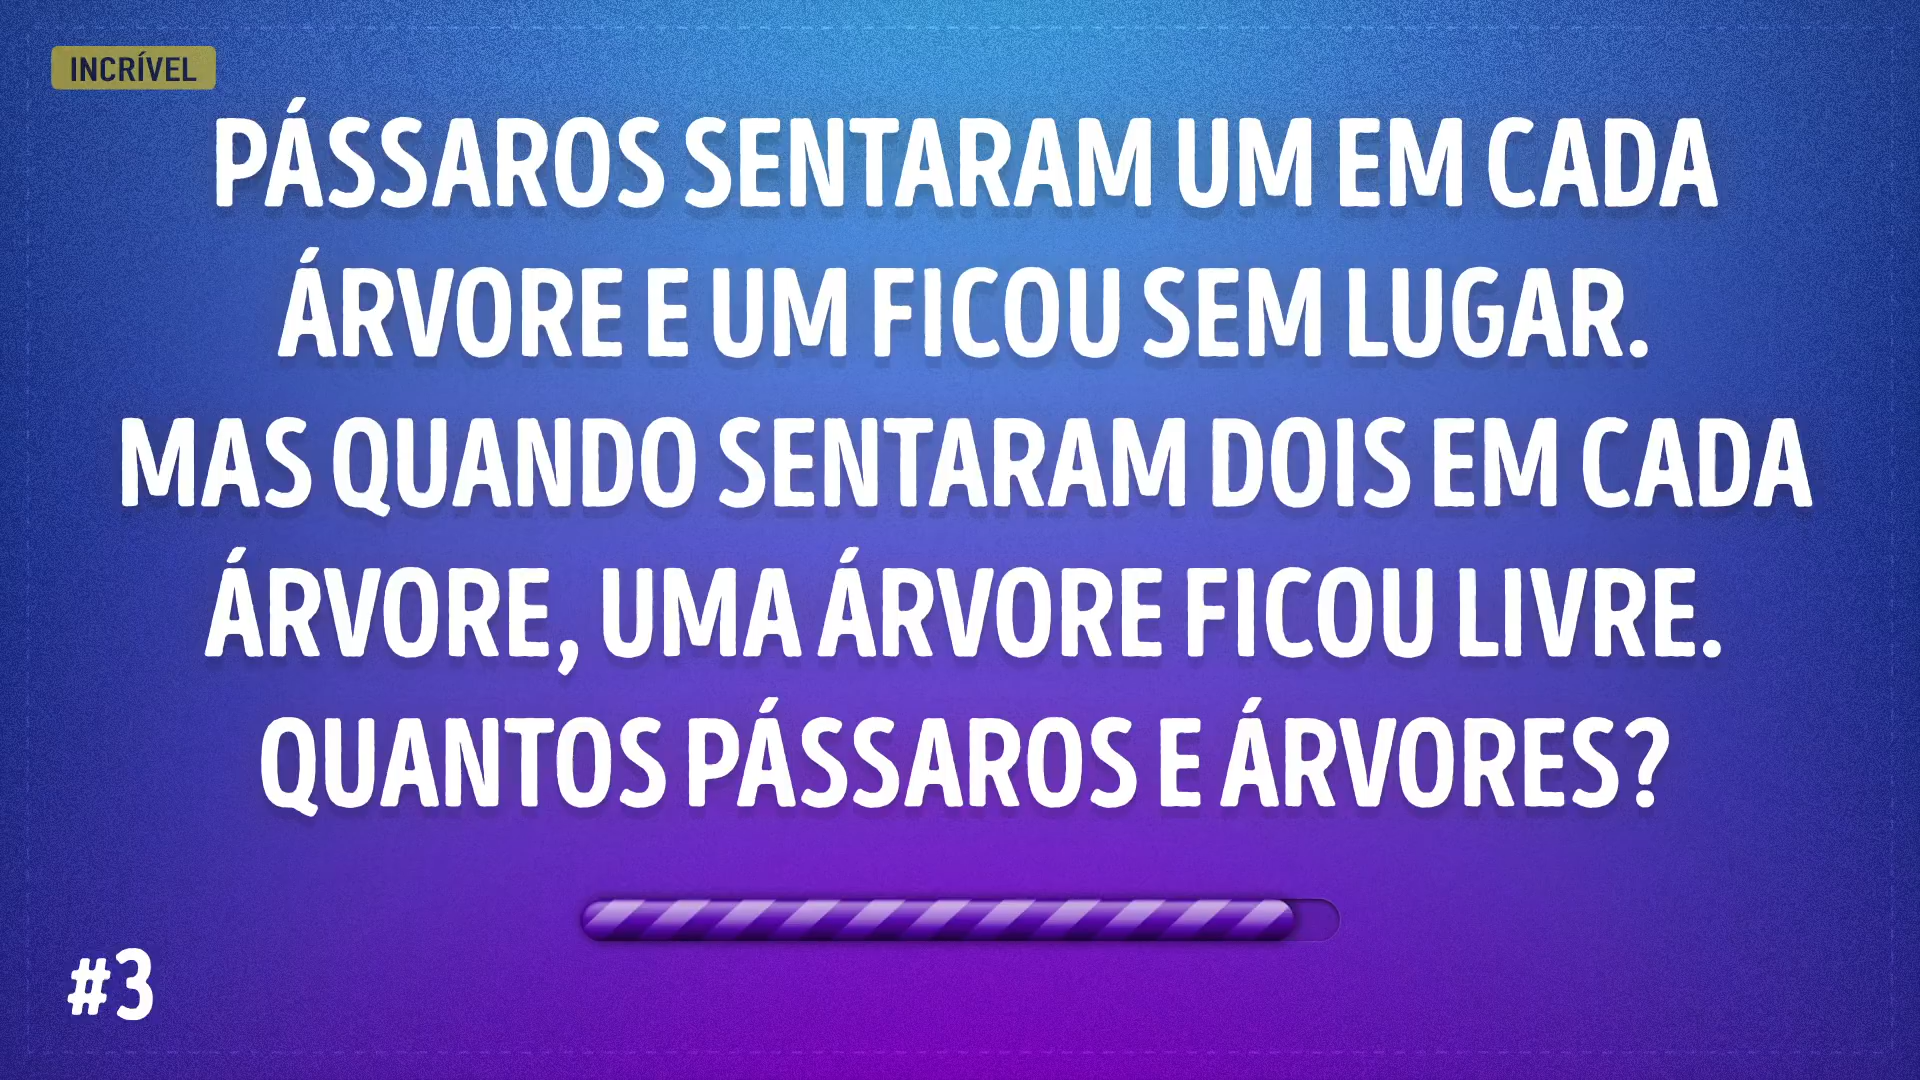 INCRÍVEL
PÁSSAROS SENTARAM UM EM CADA
ÁRVORE E UM FICOU SEM LUGAR.
MAS QUANDO SENTARAM DOIS EM CADA
ÁRVORE, UMA ÁRVORE FICOU LIVRE.
QUANTOS PÁSSAROS E ÁRVORES?
#3